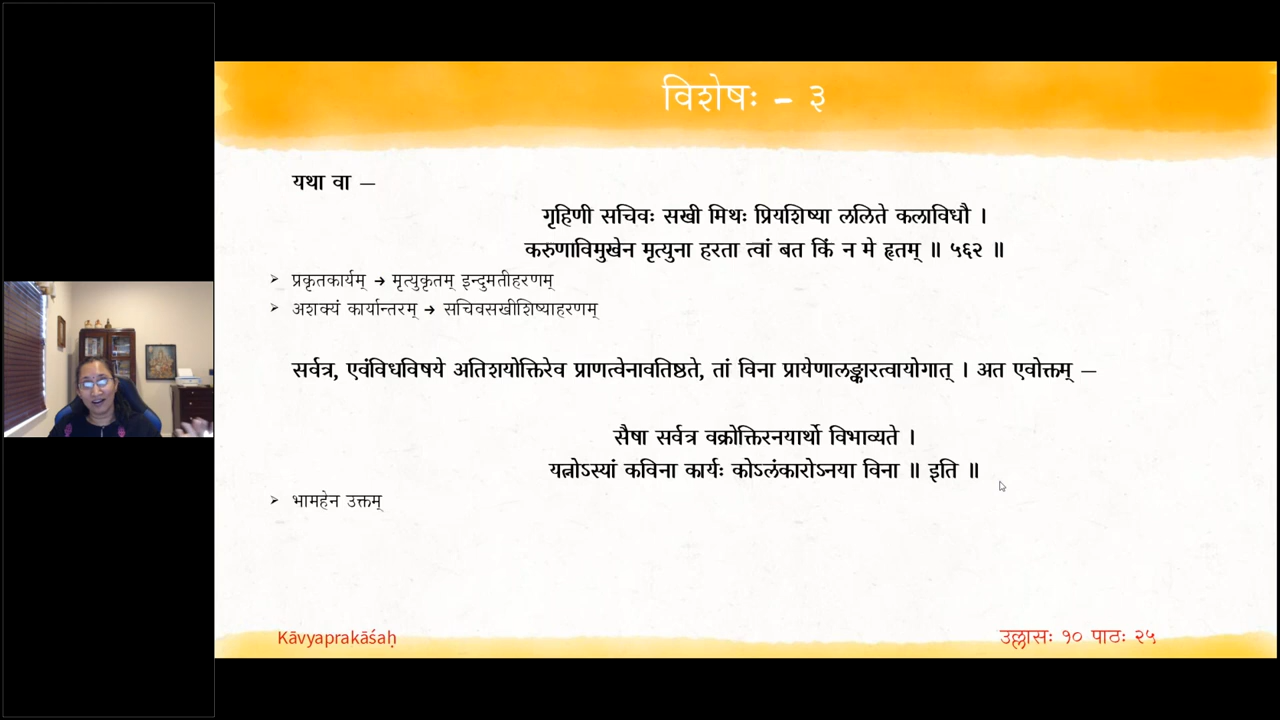 विशेषः - ३
यथा वा —
गृहिणी सचिवः सखी मिथः प्रियशिष्या ललिते कलाविधौ ।
करुणाविमुखेन मृत्युना हरता त्वां बत किं न मे हृतम् ॥ ५६२ ॥
➢ प्रकृतकार्यम् → मृत्युकृतम् इन्दुमतीहरणम्
➢ अशक्यं कार्यान्तरम् → सचिवसखीशिष्याहरणम्
सर्वत्र, एवंविधविषये अतिशयोक्तिरेव प्राणत्वेनावतिष्ठते, तां विना प्रायेणालङ्कारत्वायोगात् । अत एवोक्तम् —
सैषा सर्वत्र वक्रोक्तिरनयार्थो विभाव्यते ।
यत्नोऽस्यां कविना कार्यः कोऽलंकारोऽनया विना ॥ इति ॥
➢ भामहेन उक्तम्
Kāvyaprakāśaḥ
उल्लासः १० पाठः २५